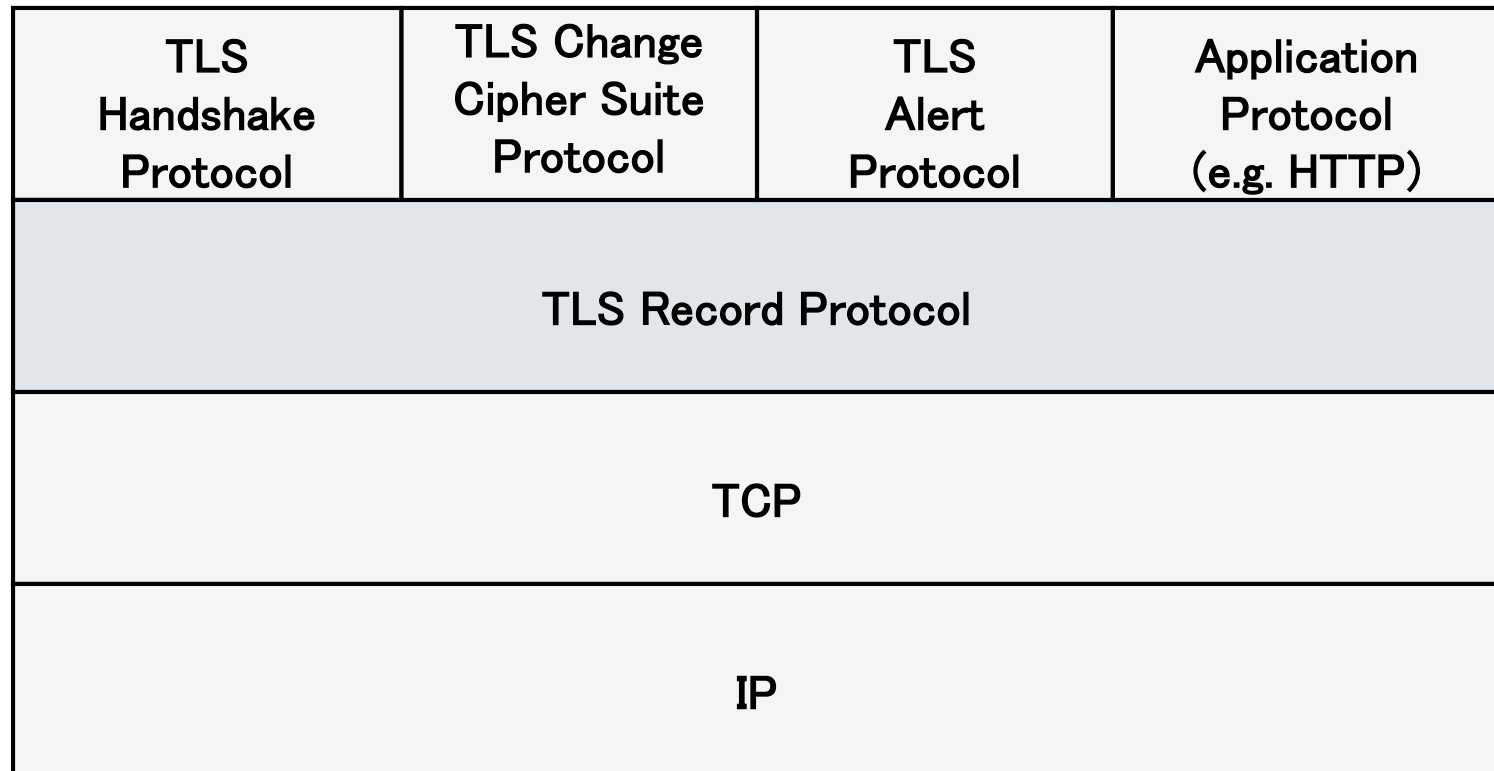 TLS
Handshake
Protocol
TLS Change
Cipher Suite
Protocol
TLS
Alert
Protocol
Application
Protocol
(e.g. HTTP)
TLS Record Protocol
TCP
IP